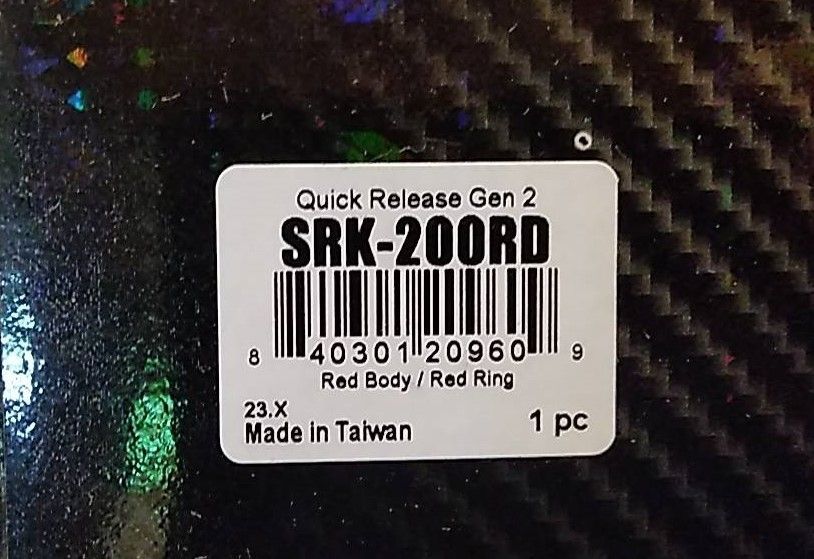 Quick Release Gen 2
SRK-200RD
8 40301 20960 9
Red Body / Red Ring
23.X
Made in Taiwan
1 pc